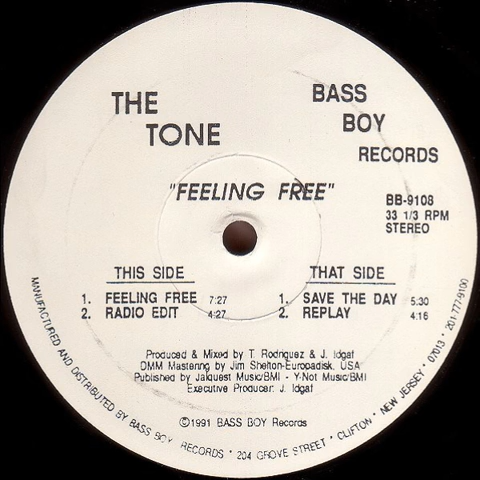 THE TONE
BASS BOY RECORDS
"FEELING FREE"
BB-9108
33 1/3 RPM
STEREO
THIS SIDE
1. FEELING FREE 7:27
2. RADIO EDIT 4:27
THAT SIDE
1. SAVE THE DAY 5:30
2. REPLAY 4:16
Produced & Mixed by T. Rodriquez & J. Idgaf
DMM Mastering by Jim Shelton-Europadisk, USA
Published by Jalquest Music/BMI - Y-Not Music/BMI
Executive Producer: J. Idgaf
©1991 BASS BOY Records
MANUFACTURED AND DISTRIBUTED BY BASS BOY RECORDS • 204 GROVE STREET • CLIFTON • NEW JERSEY • 07013 • 201-777-9100